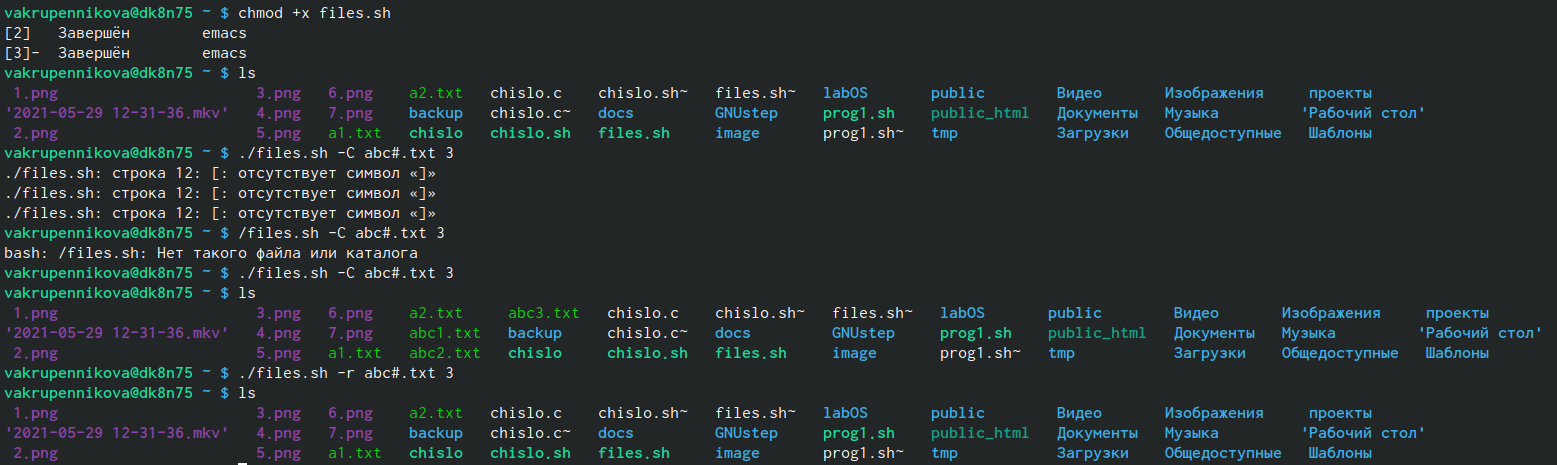 vakrupennikova@dk8n75 ~ $ chmod +x files.sh
[2]   Завершён        emacs
[3]-  Завершён        emacs
vakrupennikova@dk8n75 ~ $ ls
 1.png                      3.png   6.png    a2.txt   chislo.c    chislo.sh~   files.sh~   labOS      public        Видео       Изображения     проекты
'2021-05-29 12-31-36.mkv'   4.png   7.png    backup   chislo.c~   docs         GNUstep     prog1.sh   public_html   Документы   Музыка         'Рабочий стол'
 2.png                      5.png   a1.txt   chislo   chislo.sh   files.sh     image       prog1.sh~  tmp           Загрузки    Общедоступные   Шаблоны
vakrupennikova@dk8n75 ~ $ ./files.sh -C abc#.txt 3
./files.sh: строка 12: [: отсутствует символ «]»
./files.sh: строка 12: [: отсутствует символ «]»
./files.sh: строка 12: [: отсутствует символ «]»
vakrupennikova@dk8n75 ~ $ /files.sh -C abc#.txt 3
bash: /files.sh: Нет такого файла или каталога
vakrupennikova@dk8n75 ~ $ ./files.sh -C abc#.txt 3
vakrupennikova@dk8n75 ~ $ ls
 1.png                      3.png   6.png    a2.txt     abc3.txt   chislo.c    chislo.sh~   files.sh~   labOS      public        Видео       Изображения     проекты
'2021-05-29 12-31-36.mkv'   4.png   7.png    abc1.txt   backup     chislo.c~   docs         GNUstep     prog1.sh   public_html   Документы   Музыка         'Рабочий стол'
 2.png                      5.png   a1.txt   abc2.txt   chislo     chislo.sh   files.sh     image       prog1.sh~  tmp           Загрузки    Общедоступные   Шаблоны
vakrupennikova@dk8n75 ~ $ ./files.sh -r abc#.txt 3
vakrupennikova@dk8n75 ~ $ ls
 1.png                      3.png   6.png    a2.txt   chislo.c    chislo.sh~   files.sh~   labOS      public        Видео       Изображения     проекты
'2021-05-29 12-31-36.mkv'   4.png   7.png    backup   chislo.c~   docs         GNUstep     prog1.sh   public_html   Документы   Музыка         'Рабочий стол'
 2.png                      5.png   a1.txt   chislo   chislo.sh   files.sh     image       prog1.sh~  tmp           Загрузки    Общедоступные   Шаблоны